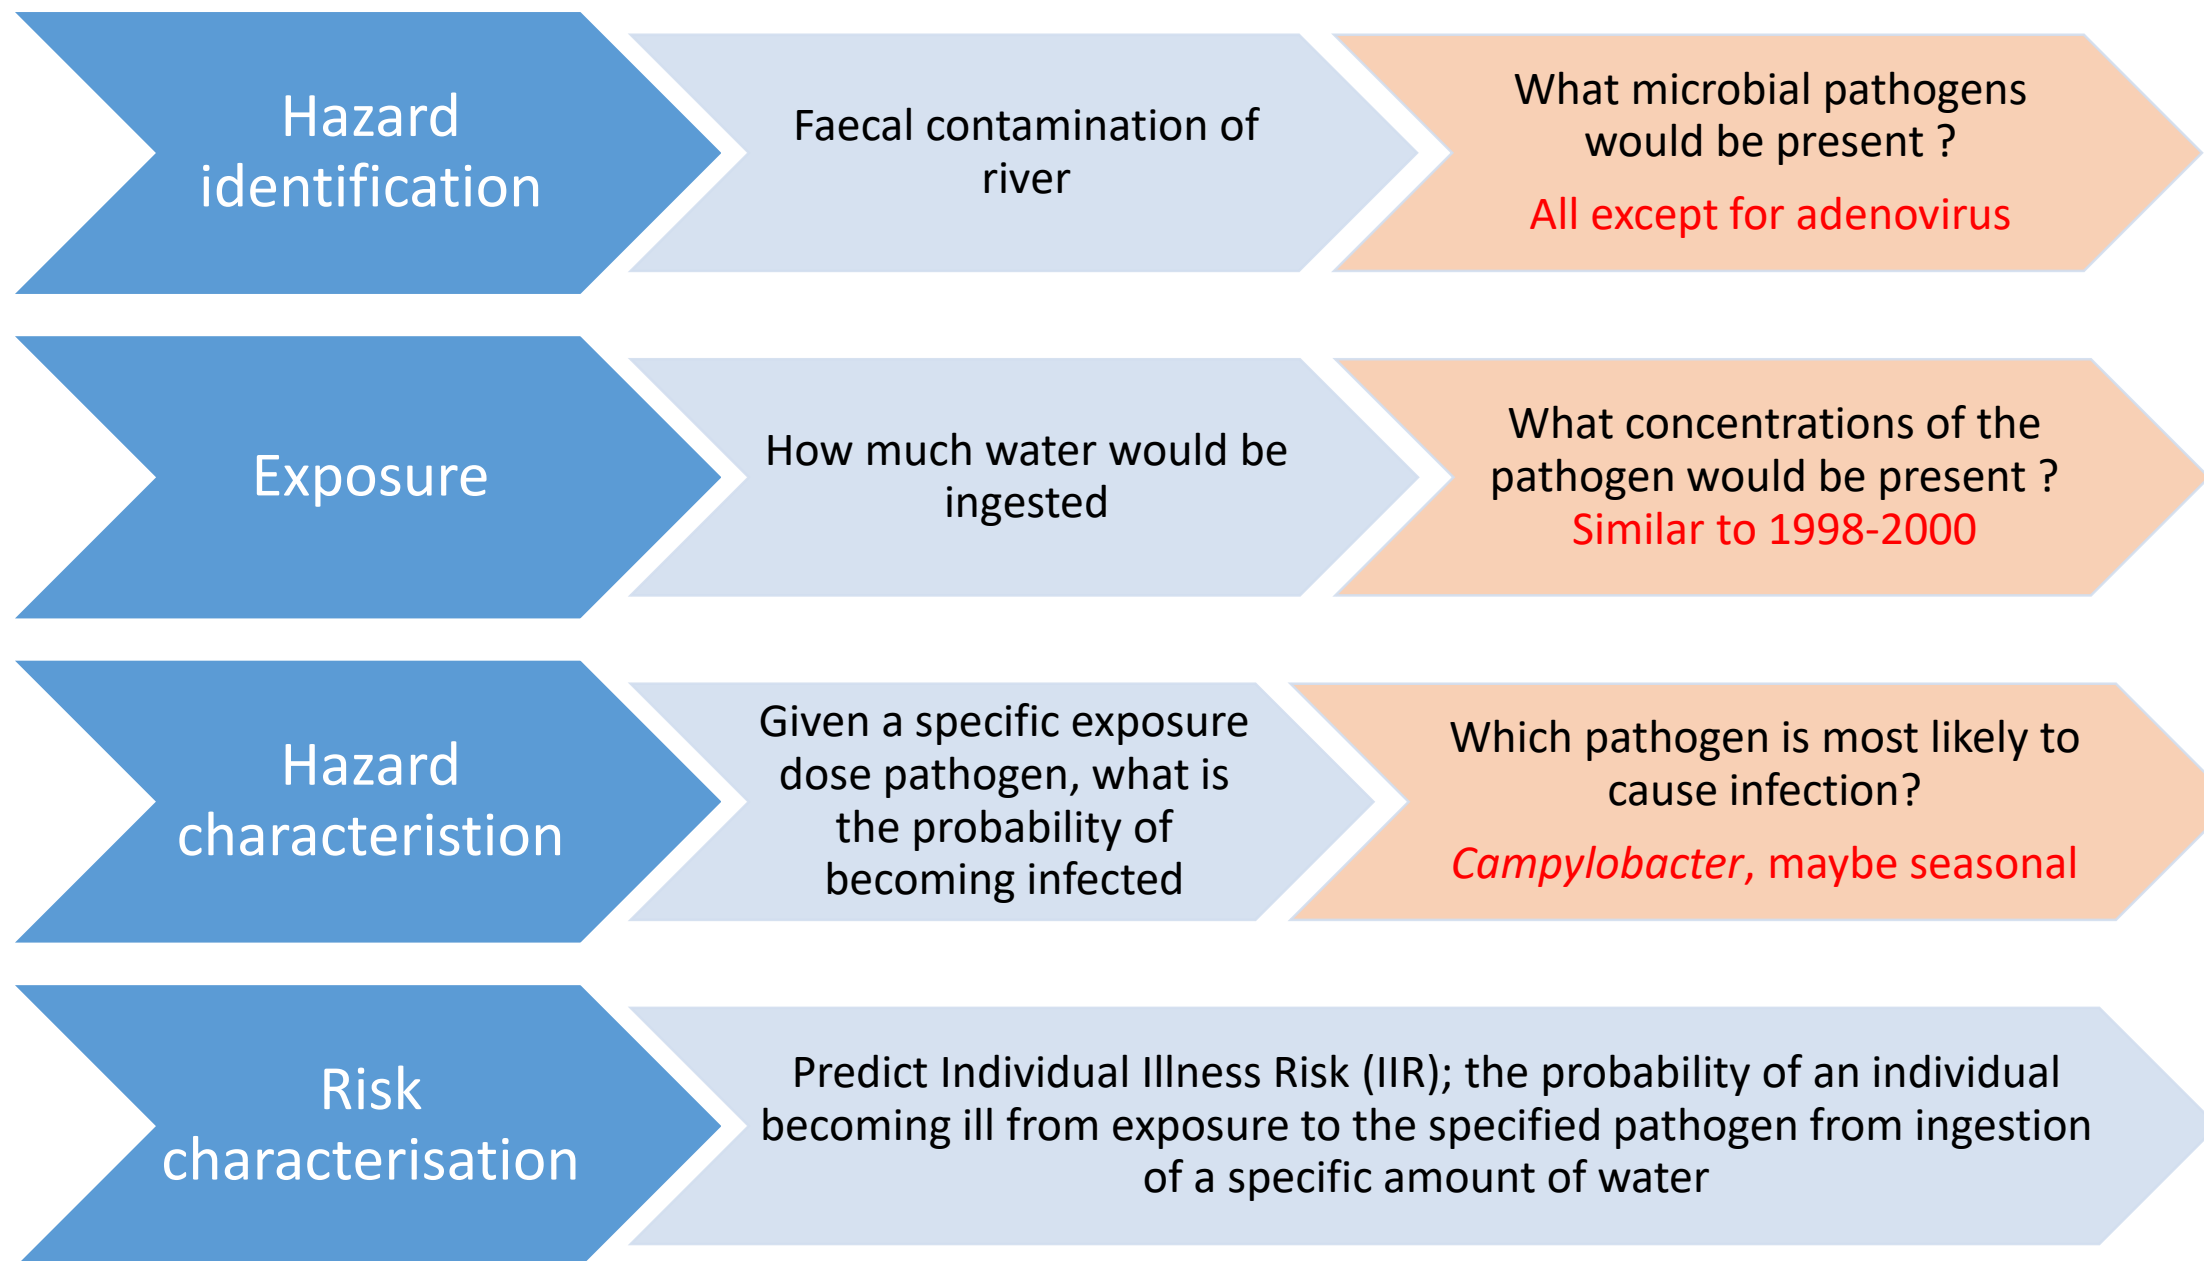 Hazard
identification
Faecal contamination of
river
What microbial pathogens
would be present ?
All except for adenovirus
Exposure
How much water would be
ingested
What concentrations of the
pathogen would be present ?
Similar to 1998-2000
Hazard
characteristion
Given a specific exposure
dose pathogen, what is
the probability of
becoming infected
Which pathogen is most likely to
cause infection?
Campylobacter, maybe seasonal
Risk
characterisation
Predict Individual Illness Risk (IIR); the probability of an individual
becoming ill from exposure to the specified pathogen from ingestion
of a specific amount of water